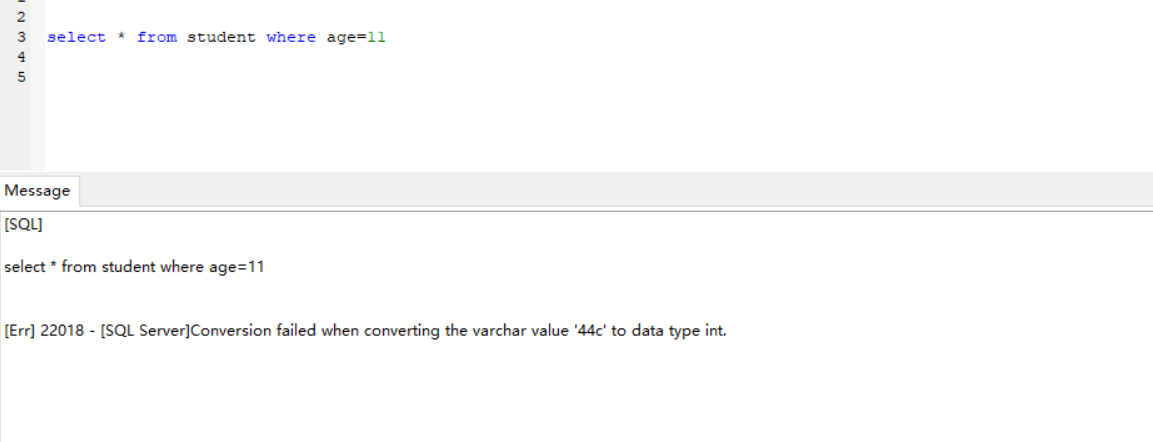 2
3 select * from student where age=11
4
5
Message
[SQL]
select * from student where age=11
[Err] 22018 - [SQL Server]Conversion failed when converting the varchar value '44c' to data type int.